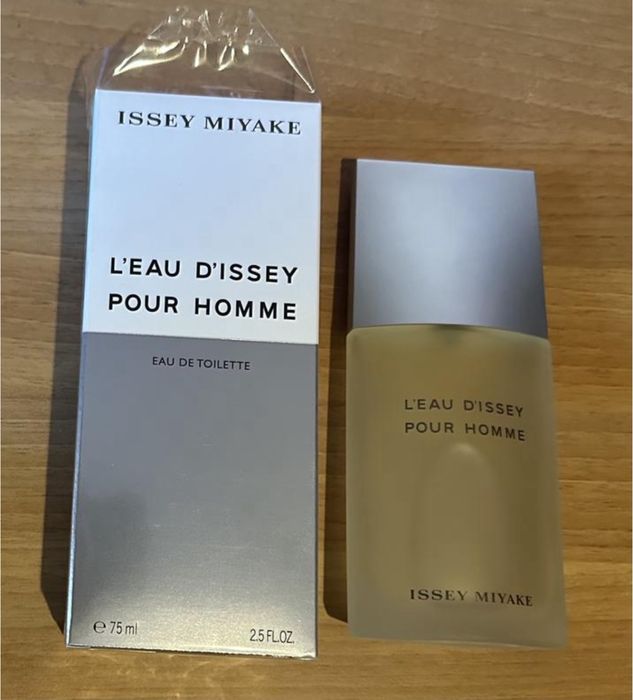 ISSEY MIYAKE
L'EAU D'ISSEY
POUR HOMME
EAU DE TOILETTE
℮ 75 ml
2.5 FL.OZ.
L'EAU D'ISSEY
POUR HOMME
ISSEY MIYAKE